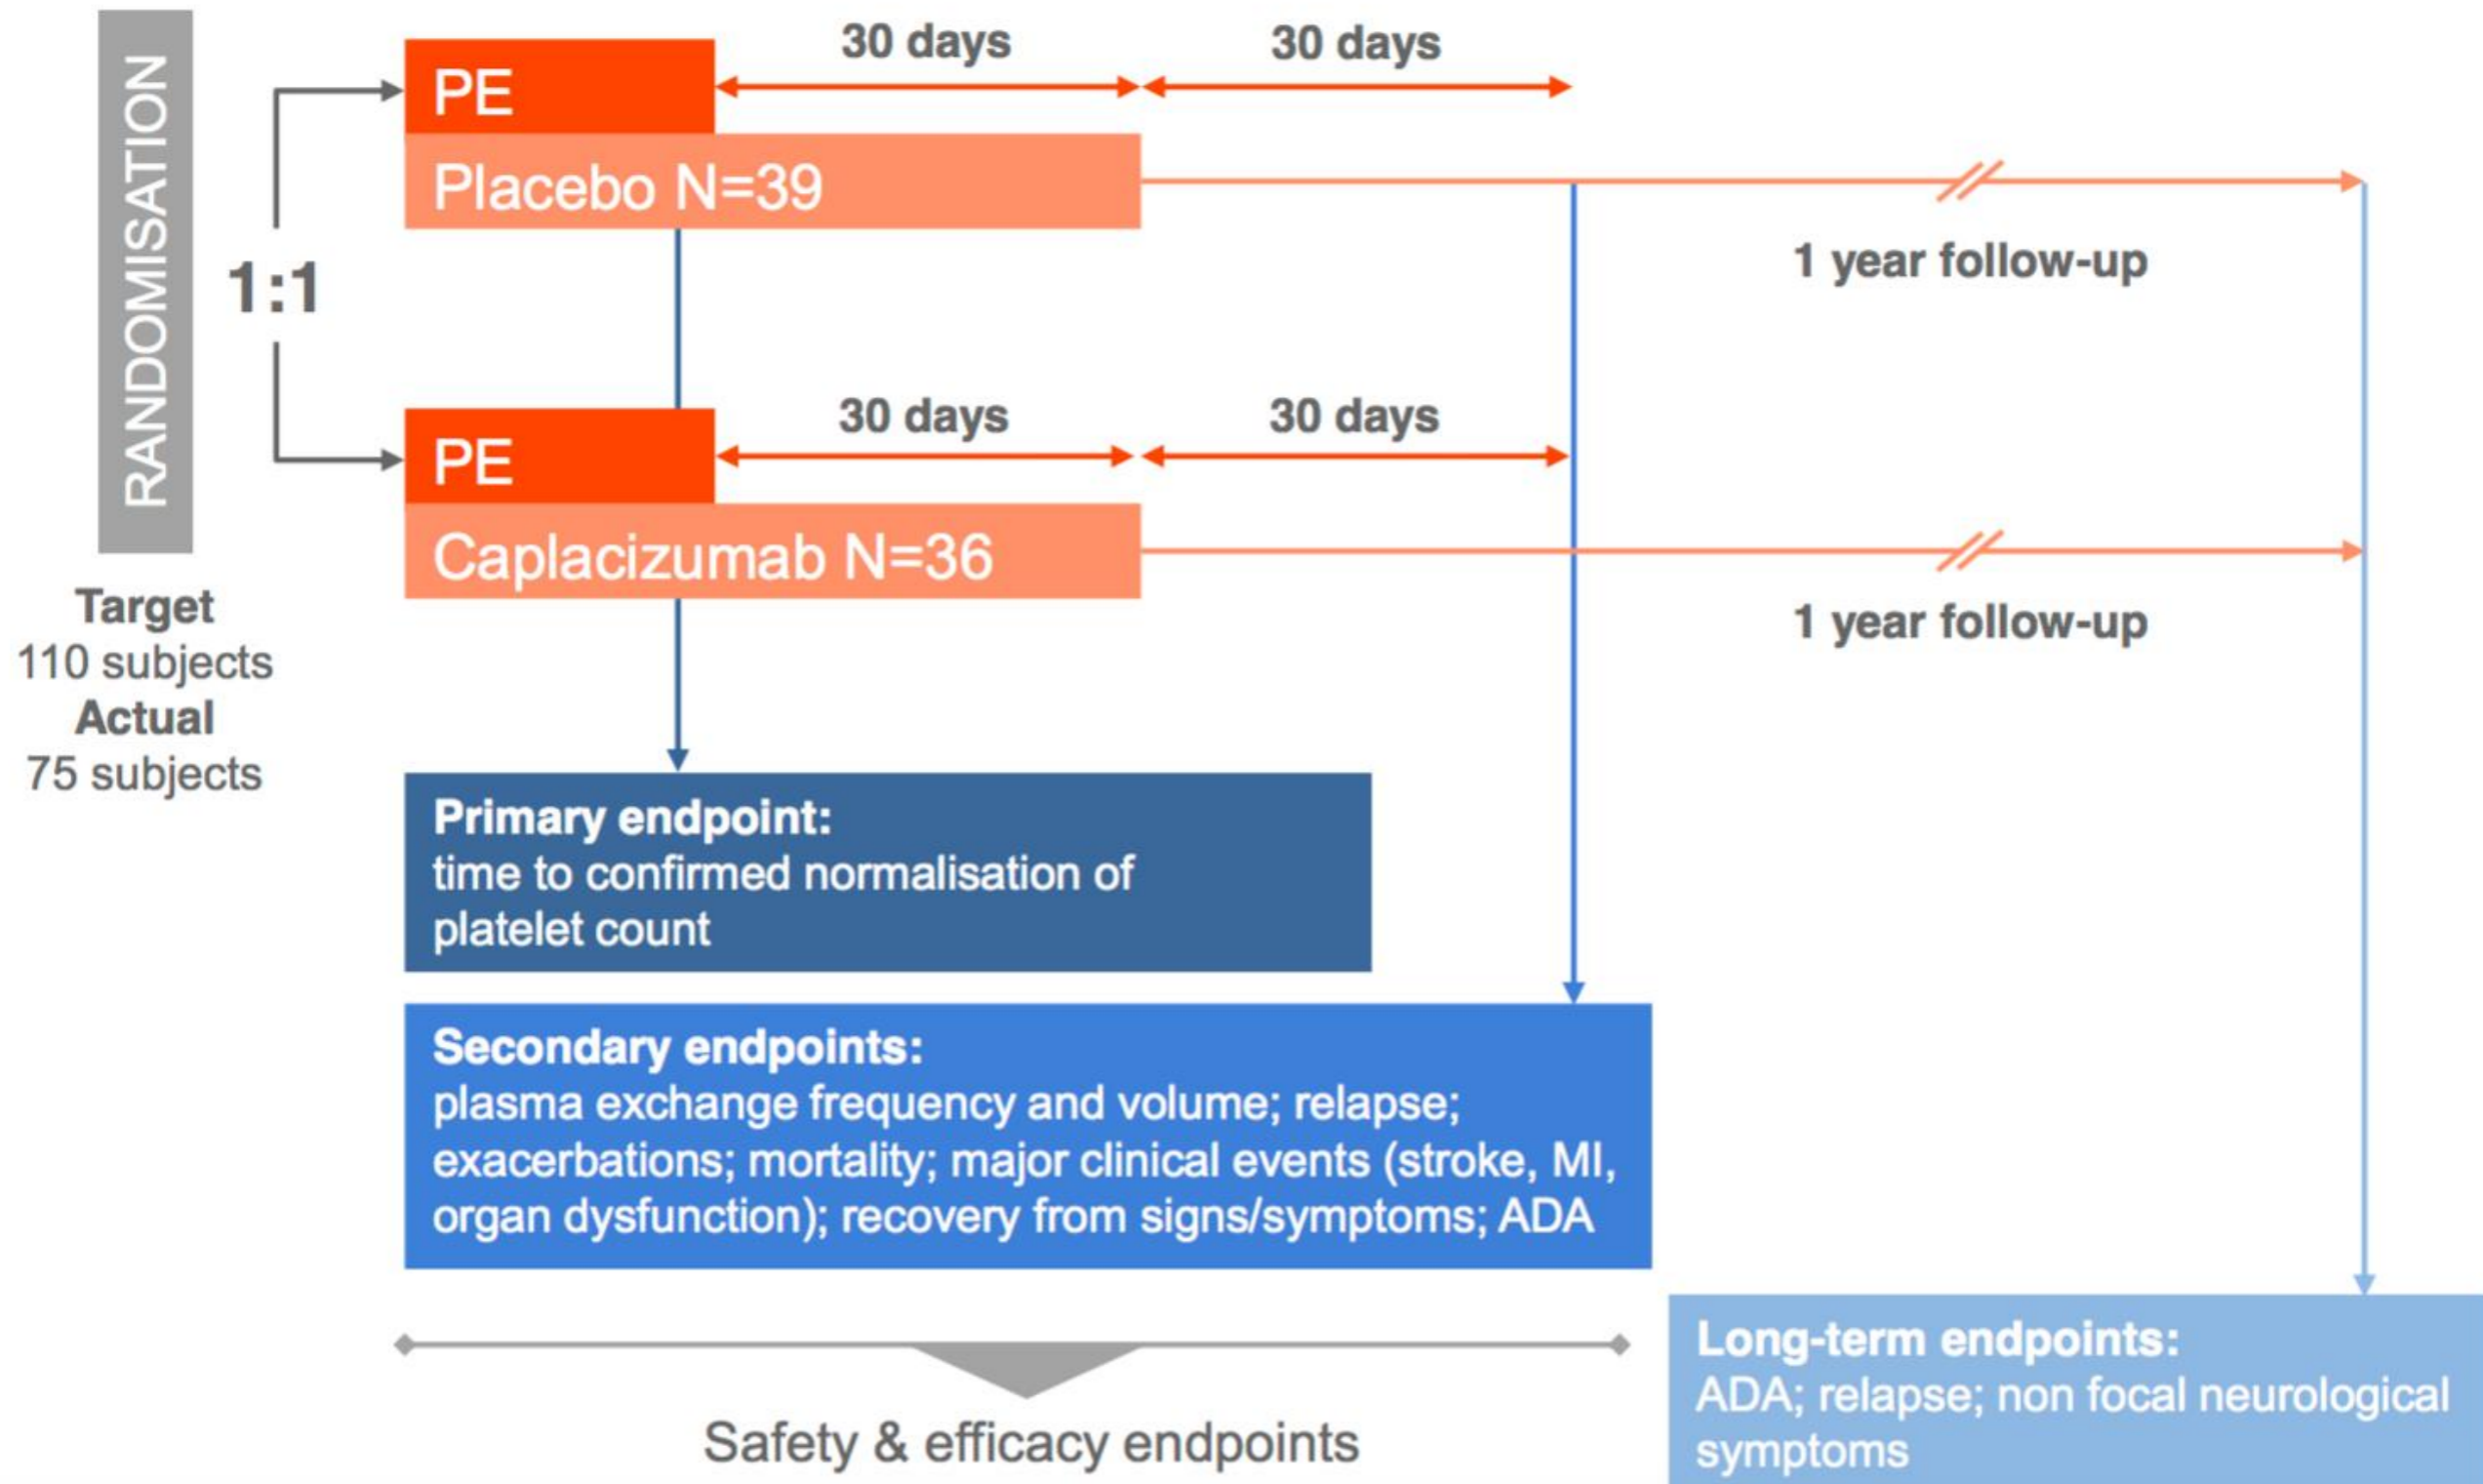 RANDOMISATION
1:1
Target
110 subjects
Actual
75 subjects
PE
30 days
30 days
Placebo N=39
1 year follow-up
PE
30 days
30 days
Caplacizumab N=36
1 year follow-up
Primary endpoint:
time to confirmed normalisation of
platelet count
Secondary endpoints:
plasma exchange frequency and volume; relapse;
exacerbations; mortality; major clinical events (stroke, MI,
organ dysfunction); recovery from signs/symptoms; ADA
Safety & efficacy endpoints
Long-term endpoints:
ADA; relapse; non focal neurological
symptoms